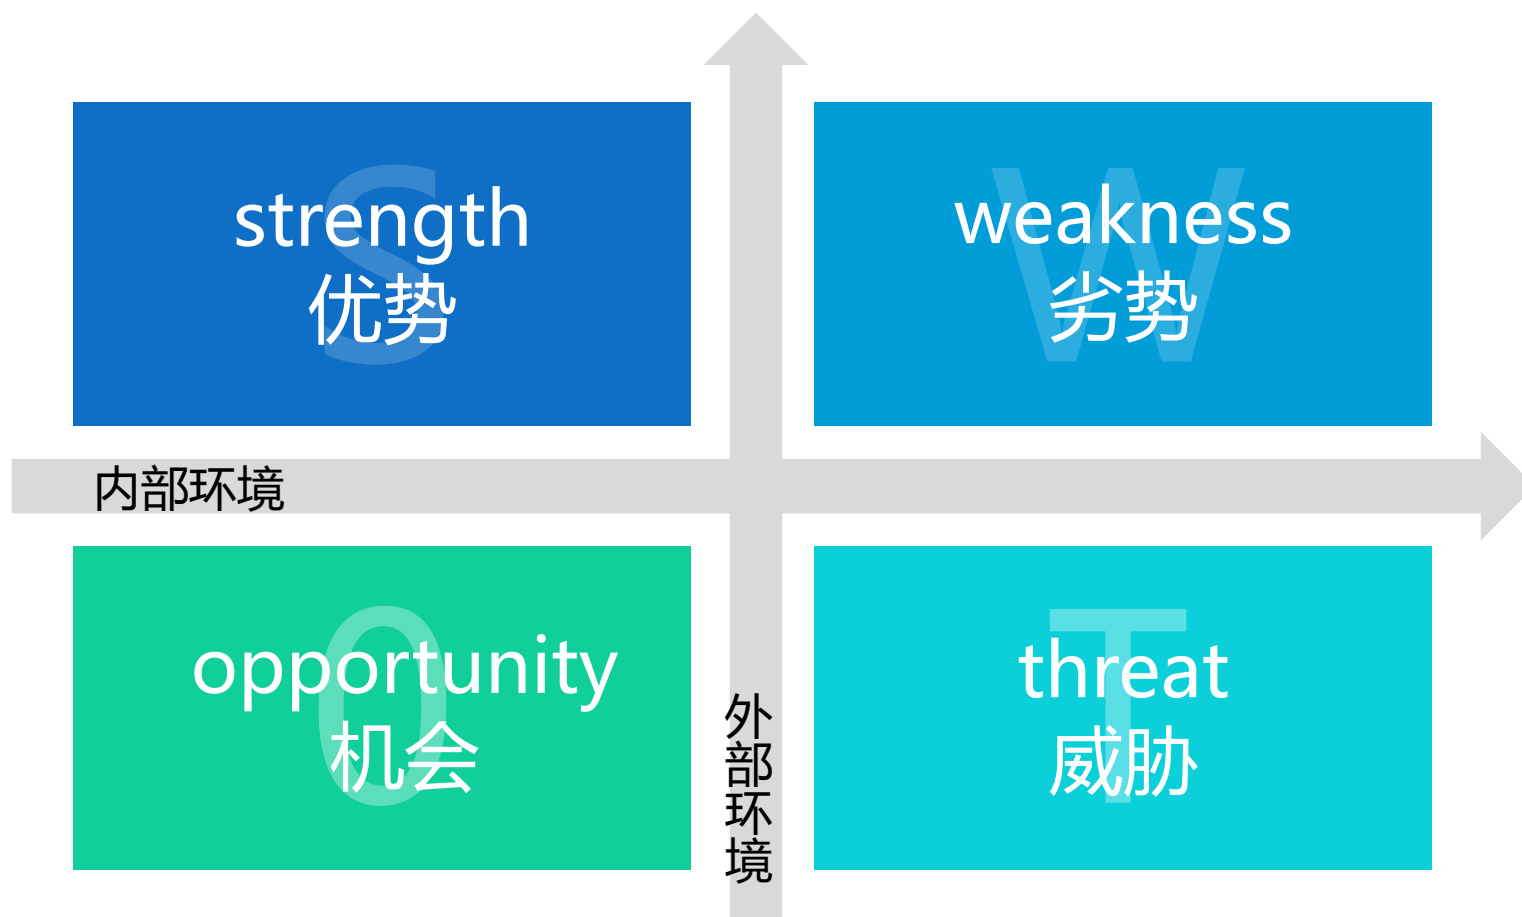 S
strength
优势
W
weakness
劣势
内部环境
O
opportunity
机会
T
threat
威胁
外部环境